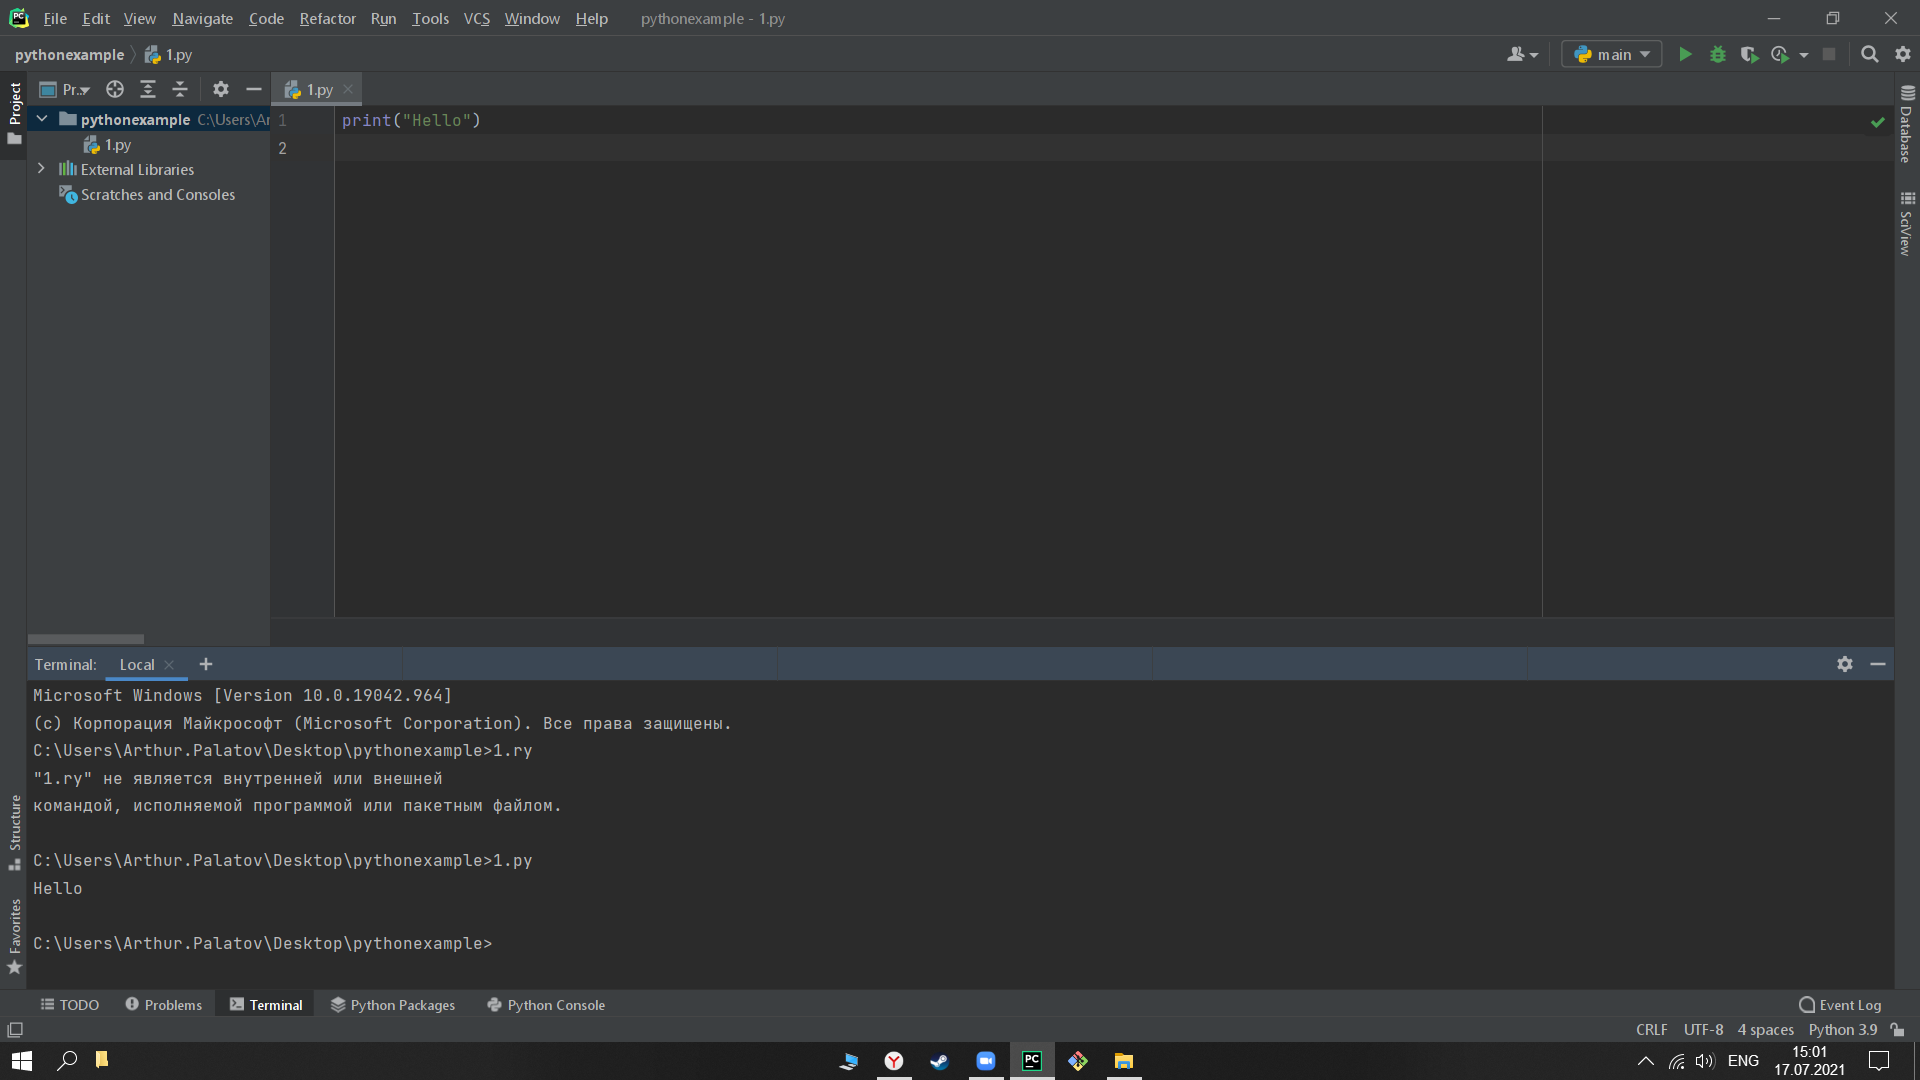 File Edit View Navigate Code Refactor Run Tools VCS Window Help pythonexample - 1.py
pythonexample 1.py main
Project
Pr..
1.py
pythonexample C:\Users\Ar
1.py
External Libraries
Scratches and Consoles
1 print("Hello")
2
Database
SciView
Terminal: Local
Microsoft Windows [Version 10.0.19042.964]
(c) Корпорация Майкрософт (Microsoft Corporation). Все права защищены.
C:\Users\Arthur.Palatov\Desktop\pythonexample>1.ry
"1.ry" не является внутренней или внешней
командой, исполняемой программой или пакетным файлом.
C:\Users\Arthur.Palatov\Desktop\pythonexample>1.py
Hello
C:\Users\Arthur.Palatov\Desktop\pythonexample>
Structure
Favorites
TODO Problems Terminal Python Packages Python Console Event Log
CRLF UTF-8 4 spaces Python 3.9
PC
ENG
15:01
17.07.2021